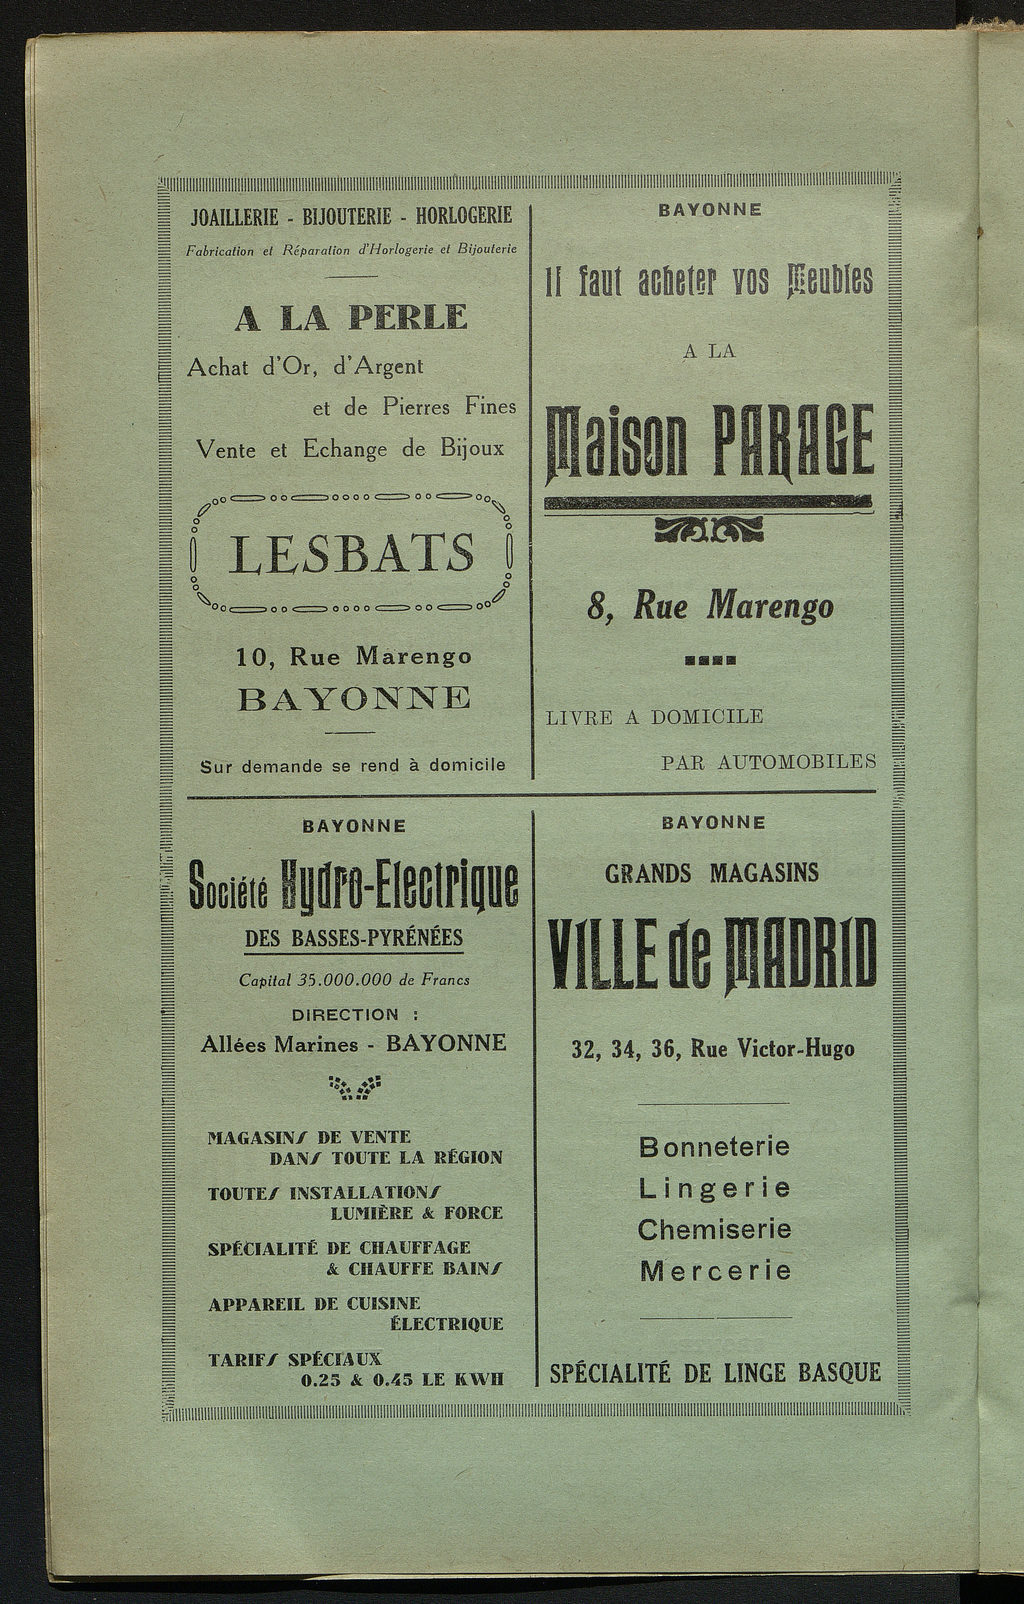 JOAILLERIE - BIJOUTERIE - HORLOGERIE
Fabrication et Réparation d'Horlogerie et Bijouterie
A LA PERLE
Achat d'Or, d'Argent
et de Pierres Fines
Vente et Echange de Bijoux
LESBATS
10, Rue Marengo
BAYONNE
Sur demande se rend à domicile
BAYONNE
Il faut acheter vos Meubles
A LA
Maison PARAGE
8, Rue Marengo
LIVRE A DOMICILE
PAR AUTOMOBILES
BAYONNE
Société Hydro-Electrique
DES BASSES-PYRÉNÉES
Capital 35.000.000 de Francs
DIRECTION :
Allées Marines - BAYONNE
MAGASINS DE VENTE
DANS TOUTE LA RÉGION
TOUTES INSTALLATIONS
LUMIÈRE & FORCE
SPÉCIALITÉ DE CHAUFFAGE
& CHAUFFE BAINS
APPAREIL DE CUISINE
ÉLECTRIQUE
TARIFS SPÉCIAUX
0.25 & 0.45 LE KWH
BAYONNE
GRANDS MAGASINS
VILLE de MADRID
32, 34, 36, Rue Victor-Hugo
Bonneterie
Lingerie
Chemiserie
Mercerie
SPÉCIALITÉ DE LINGE BASQUE